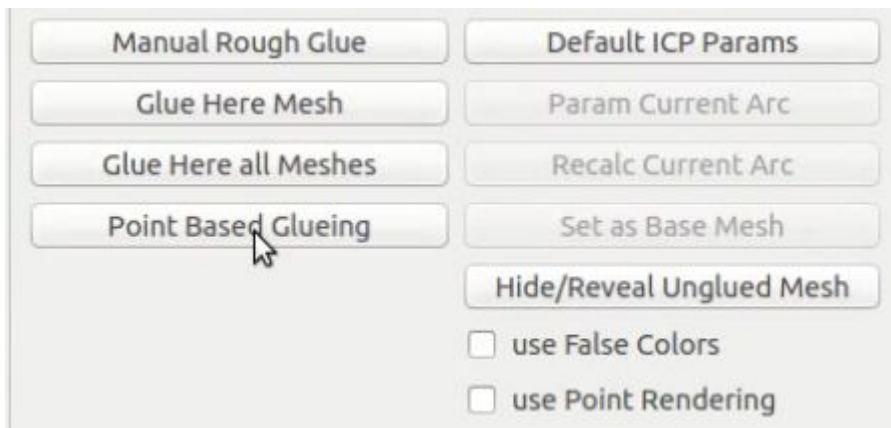 Manual Rough Glue
Default ICP Params
Glue Here Mesh
Param Current Arc
Glue Here all Meshes
Recalc Current Arc
Point Based Glueing
Set as Base Mesh
Hide/Reveal Unglued Mesh
use False Colors
use Point Rendering